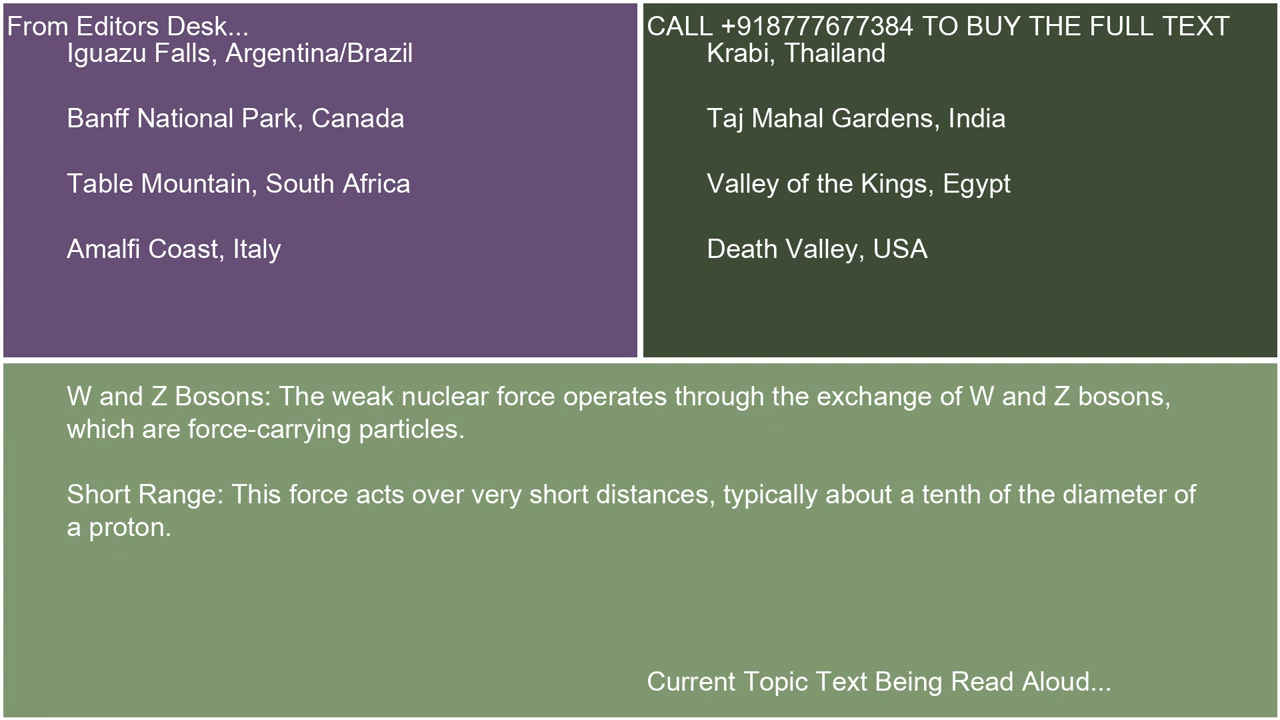 From Editors Desk...
Iguazu Falls, Argentina/Brazil
Banff National Park, Canada
Table Mountain, South Africa
Amalfi Coast, Italy
CALL +918777677384 TO BUY THE FULL TEXT
Krabi, Thailand
Taj Mahal Gardens, India
Valley of the Kings, Egypt
Death Valley, USA
W and Z Bosons: The weak nuclear force operates through the exchange of W and Z bosons,
which are force-carrying particles.
Short Range: This force acts over very short distances, typically about a tenth of the diameter of
a proton.
Current Topic Text Being Read Aloud...